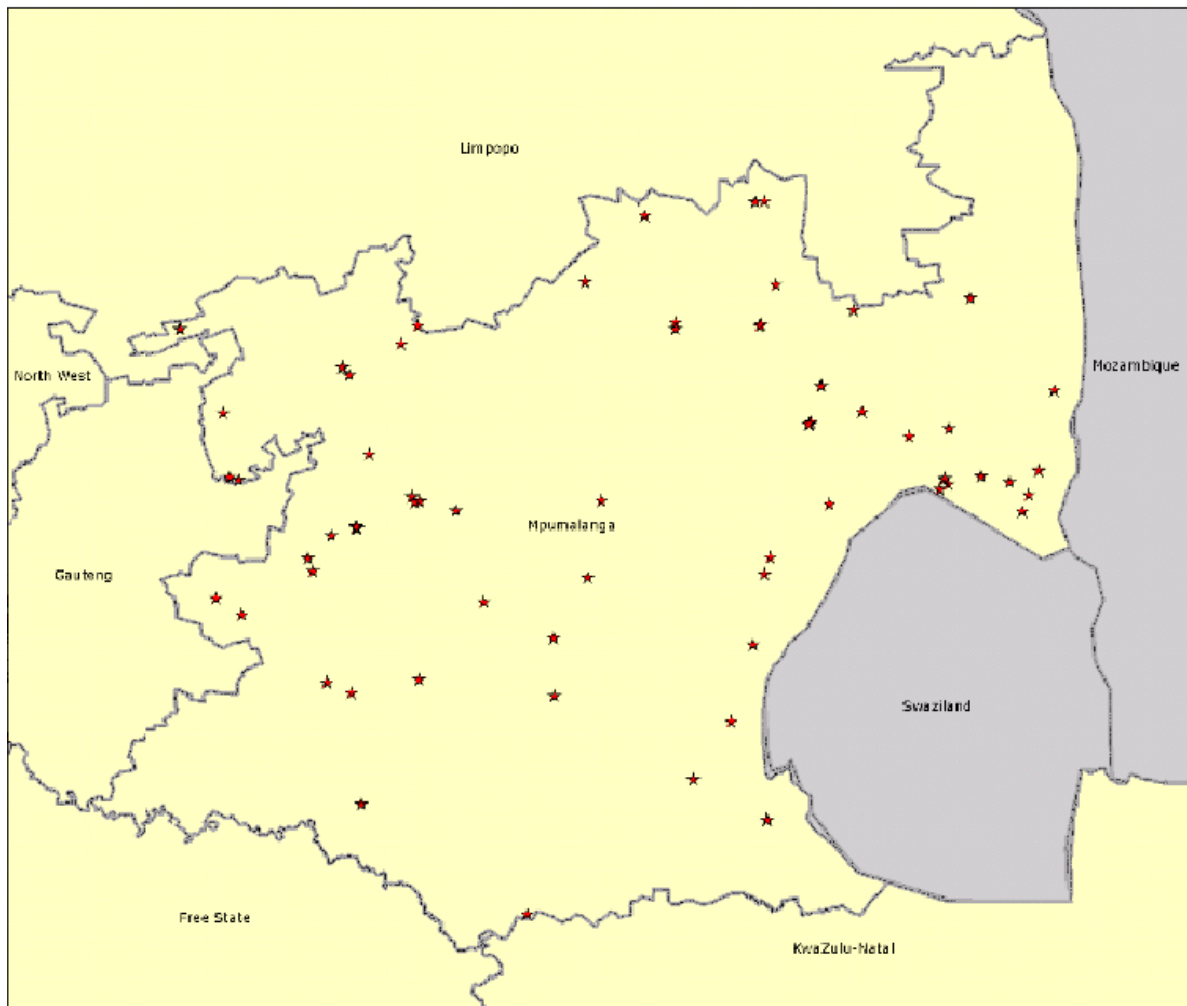 Limpopo
Mozambique
North West
Mpumalanga
Gauteng
Swaziland
Free State
KwaZulu-Natal